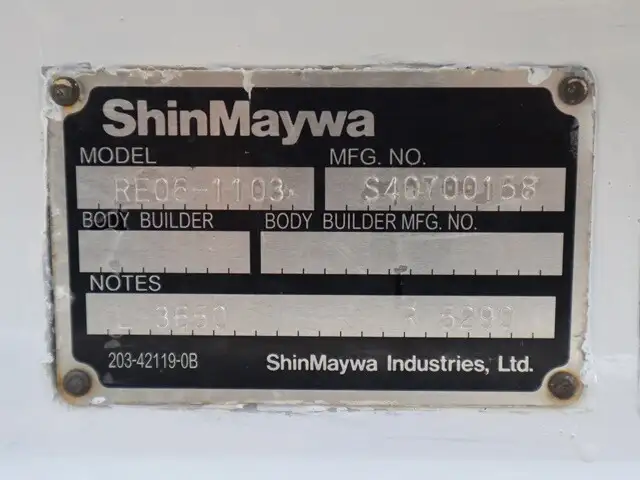 ShinMaywa
MODEL MFG. NO.
RE06-1103 S40700158
BODY BUILDER BODY BUILDER MFG. NO.
NOTES
L 3650 R 5290
203-42119-0B ShinMaywa Industries, Ltd.